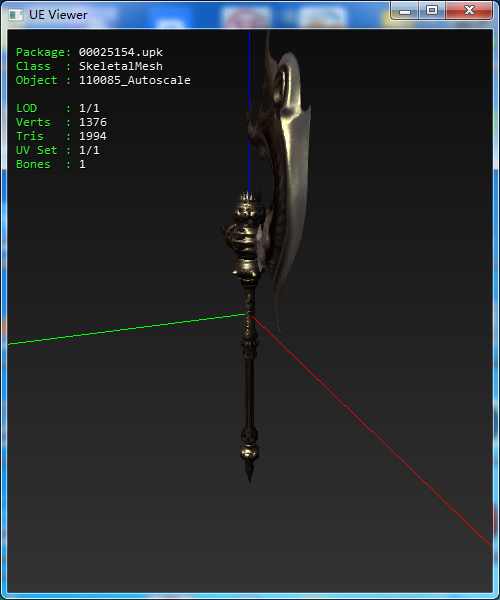 UE Viewer
Package: 00025154.upk
Class  : SkeletalMesh
Object : 110085_Autoscale
LOD    : 1/1
Verts  : 1376
Tris   : 1994
UV Set : 1/1
Bones  : 1